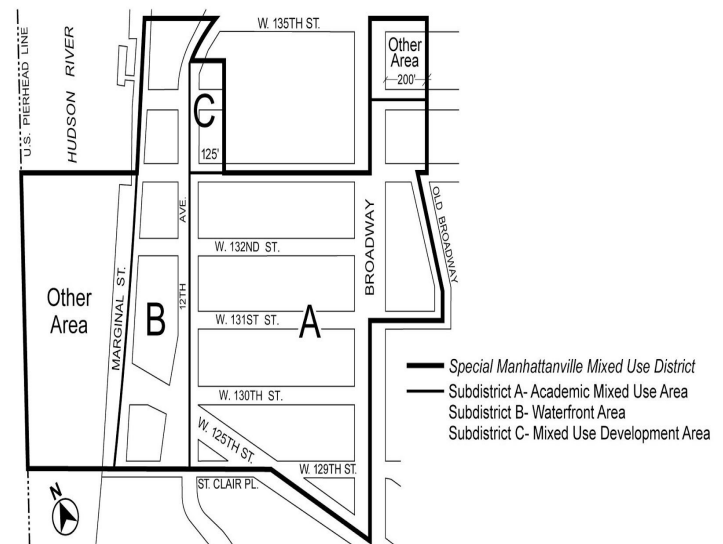 W. 135TH ST.
Other
Area
200'
U.S. PIERHEAD LINE
HUDSON RIVER
C
125'
12TH AVE.
BROADWAY
OLD BROADWAY
W. 132ND ST.
MARGINAL ST.
Other
Area
B
W. 131ST ST.
A
W. 130TH ST.
W. 125TH ST.
W. 129TH ST.
ST. CLAIR PL.
N
Special Manhattanville Mixed Use District
Subdistrict A- Academic Mixed Use Area
Subdistrict B- Waterfront Area
Subdistrict C- Mixed Use Development Area